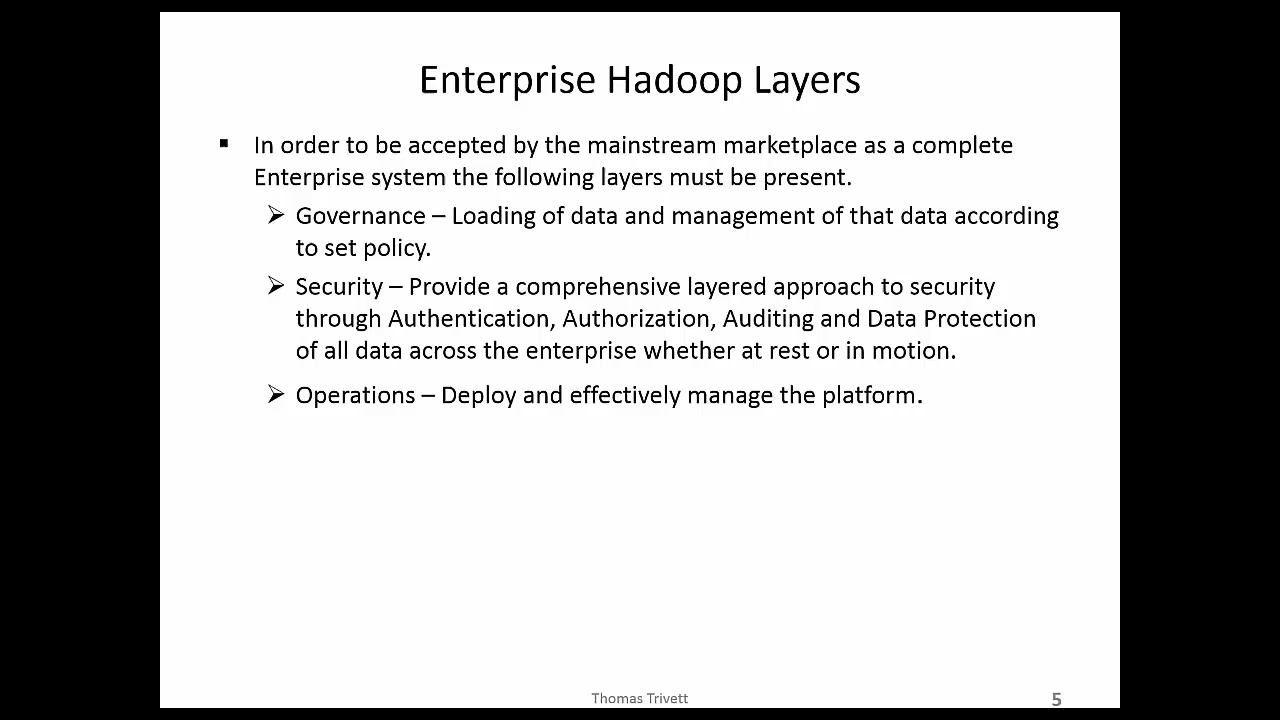 Enterprise Hadoop Layers
▪ In order to be accepted by the mainstream marketplace as a complete
Enterprise system the following layers must be present.
➢ Governance – Loading of data and management of that data according
to set policy.
➢ Security – Provide a comprehensive layered approach to security
through Authentication, Authorization, Auditing and Data Protection
of all data across the enterprise whether at rest or in motion.
➢ Operations – Deploy and effectively manage the platform.
Thomas Trivett
5